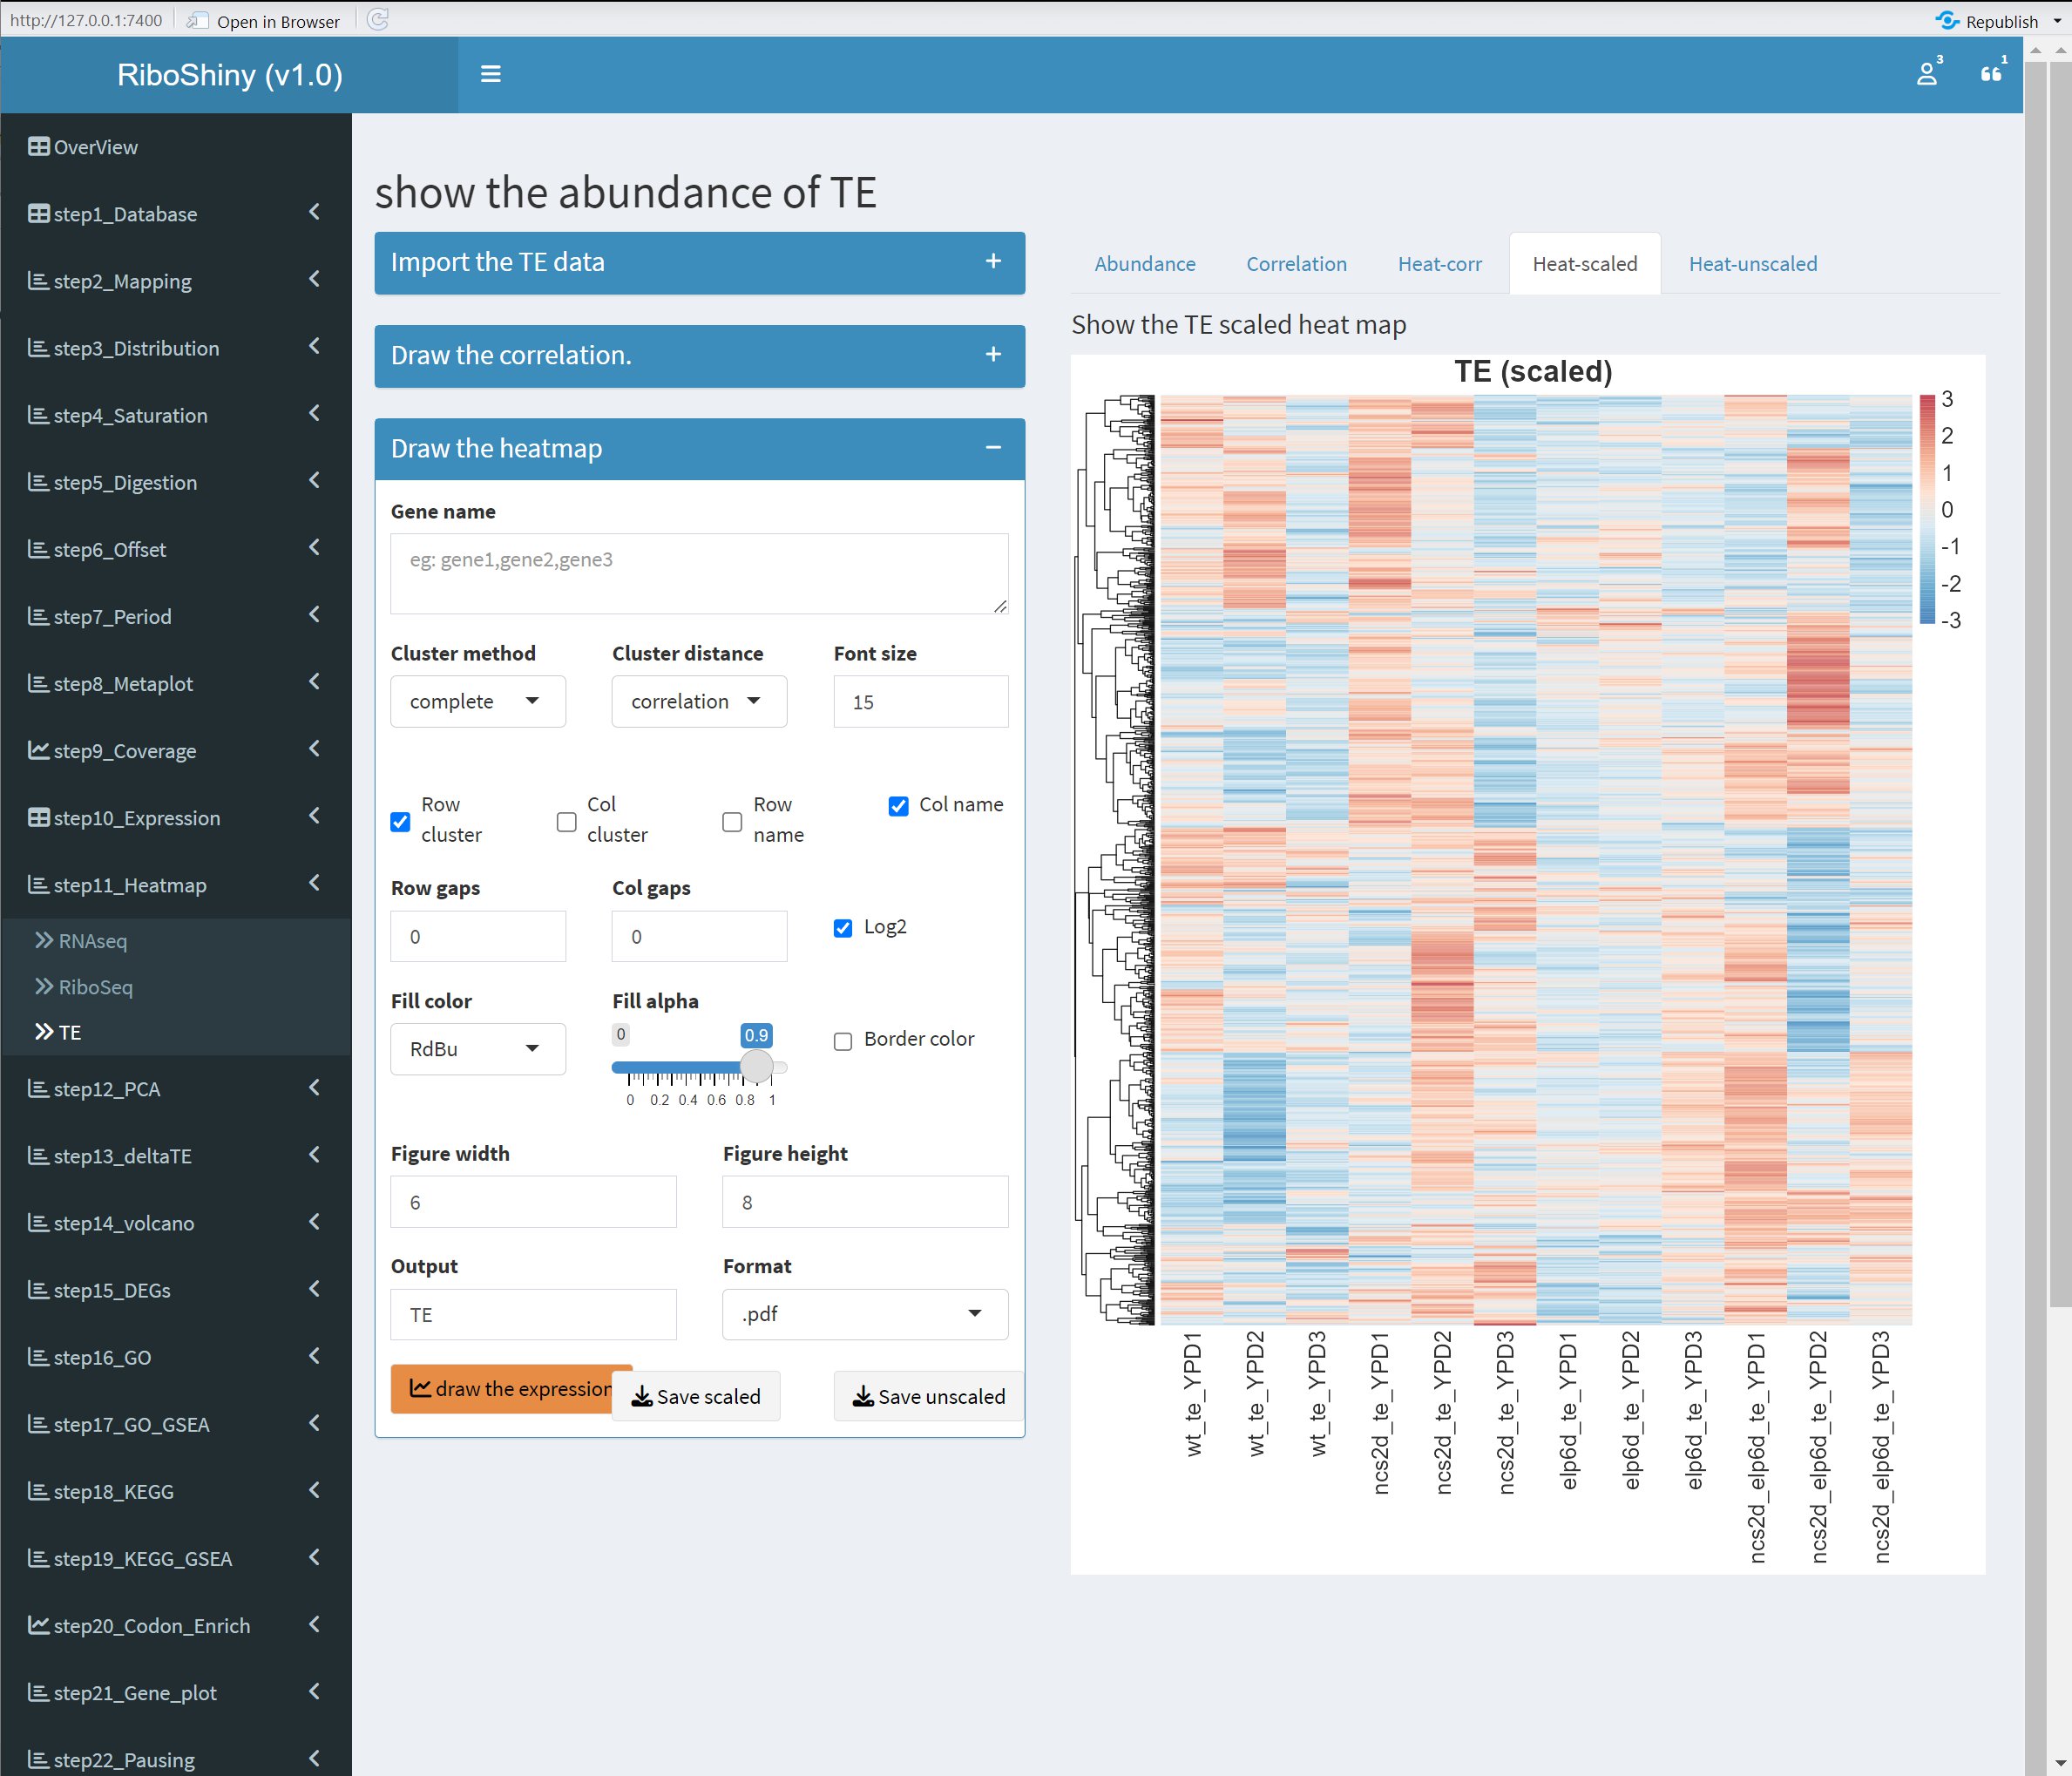 http://127.0.0.1:7400 Open in Browser Republish
RiboShiny (v1.0) 3 1
OverView
step1_Database
step2_Mapping
step3_Distribution
step4_Saturation
step5_Digestion
step6_Offset
step7_Period
step8_Metaplot
step9_Coverage
step10_Expression
step11_Heatmap
RNAseq
RiboSeq
TE
step12_PCA
step13_deltaTE
step14_volcano
step15_DEGs
step16_GO
step17_GO_GSEA
step18_KEGG
step19_KEGG_GSEA
step20_Codon_Enrich
step21_Gene_plot
step22_Pausing
show the abundance of TE
Import the TE data
Draw the correlation.
Draw the heatmap
Gene name
eg: gene1,gene2,gene3
Cluster method Cluster distance Font size
complete correlation 15
Row cluster Col cluster Row name Col name
Row gaps Col gaps
0 0 Log2
Fill color Fill alpha
RdBu 0 0.9 Border color
0 0.2 0.4 0.6 0.8 1
Figure width Figure height
6 8
Output Format
TE .pdf
draw the expression Save scaled Save unscaled
Abundance Correlation Heat-corr Heat-scaled Heat-unscaled
Show the TE scaled heat map
TE (scaled)
3
2
1
0
-1
-2
-3
wt_te_YPD1
wt_te_YPD2
wt_te_YPD3
ncs2d_te_YPD1
ncs2d_te_YPD2
ncs2d_te_YPD3
elp6d_te_YPD1
elp6d_te_YPD2
elp6d_te_YPD3
ncs2d_elp6d_te_YPD1
ncs2d_elp6d_te_YPD2
ncs2d_elp6d_te_YPD3